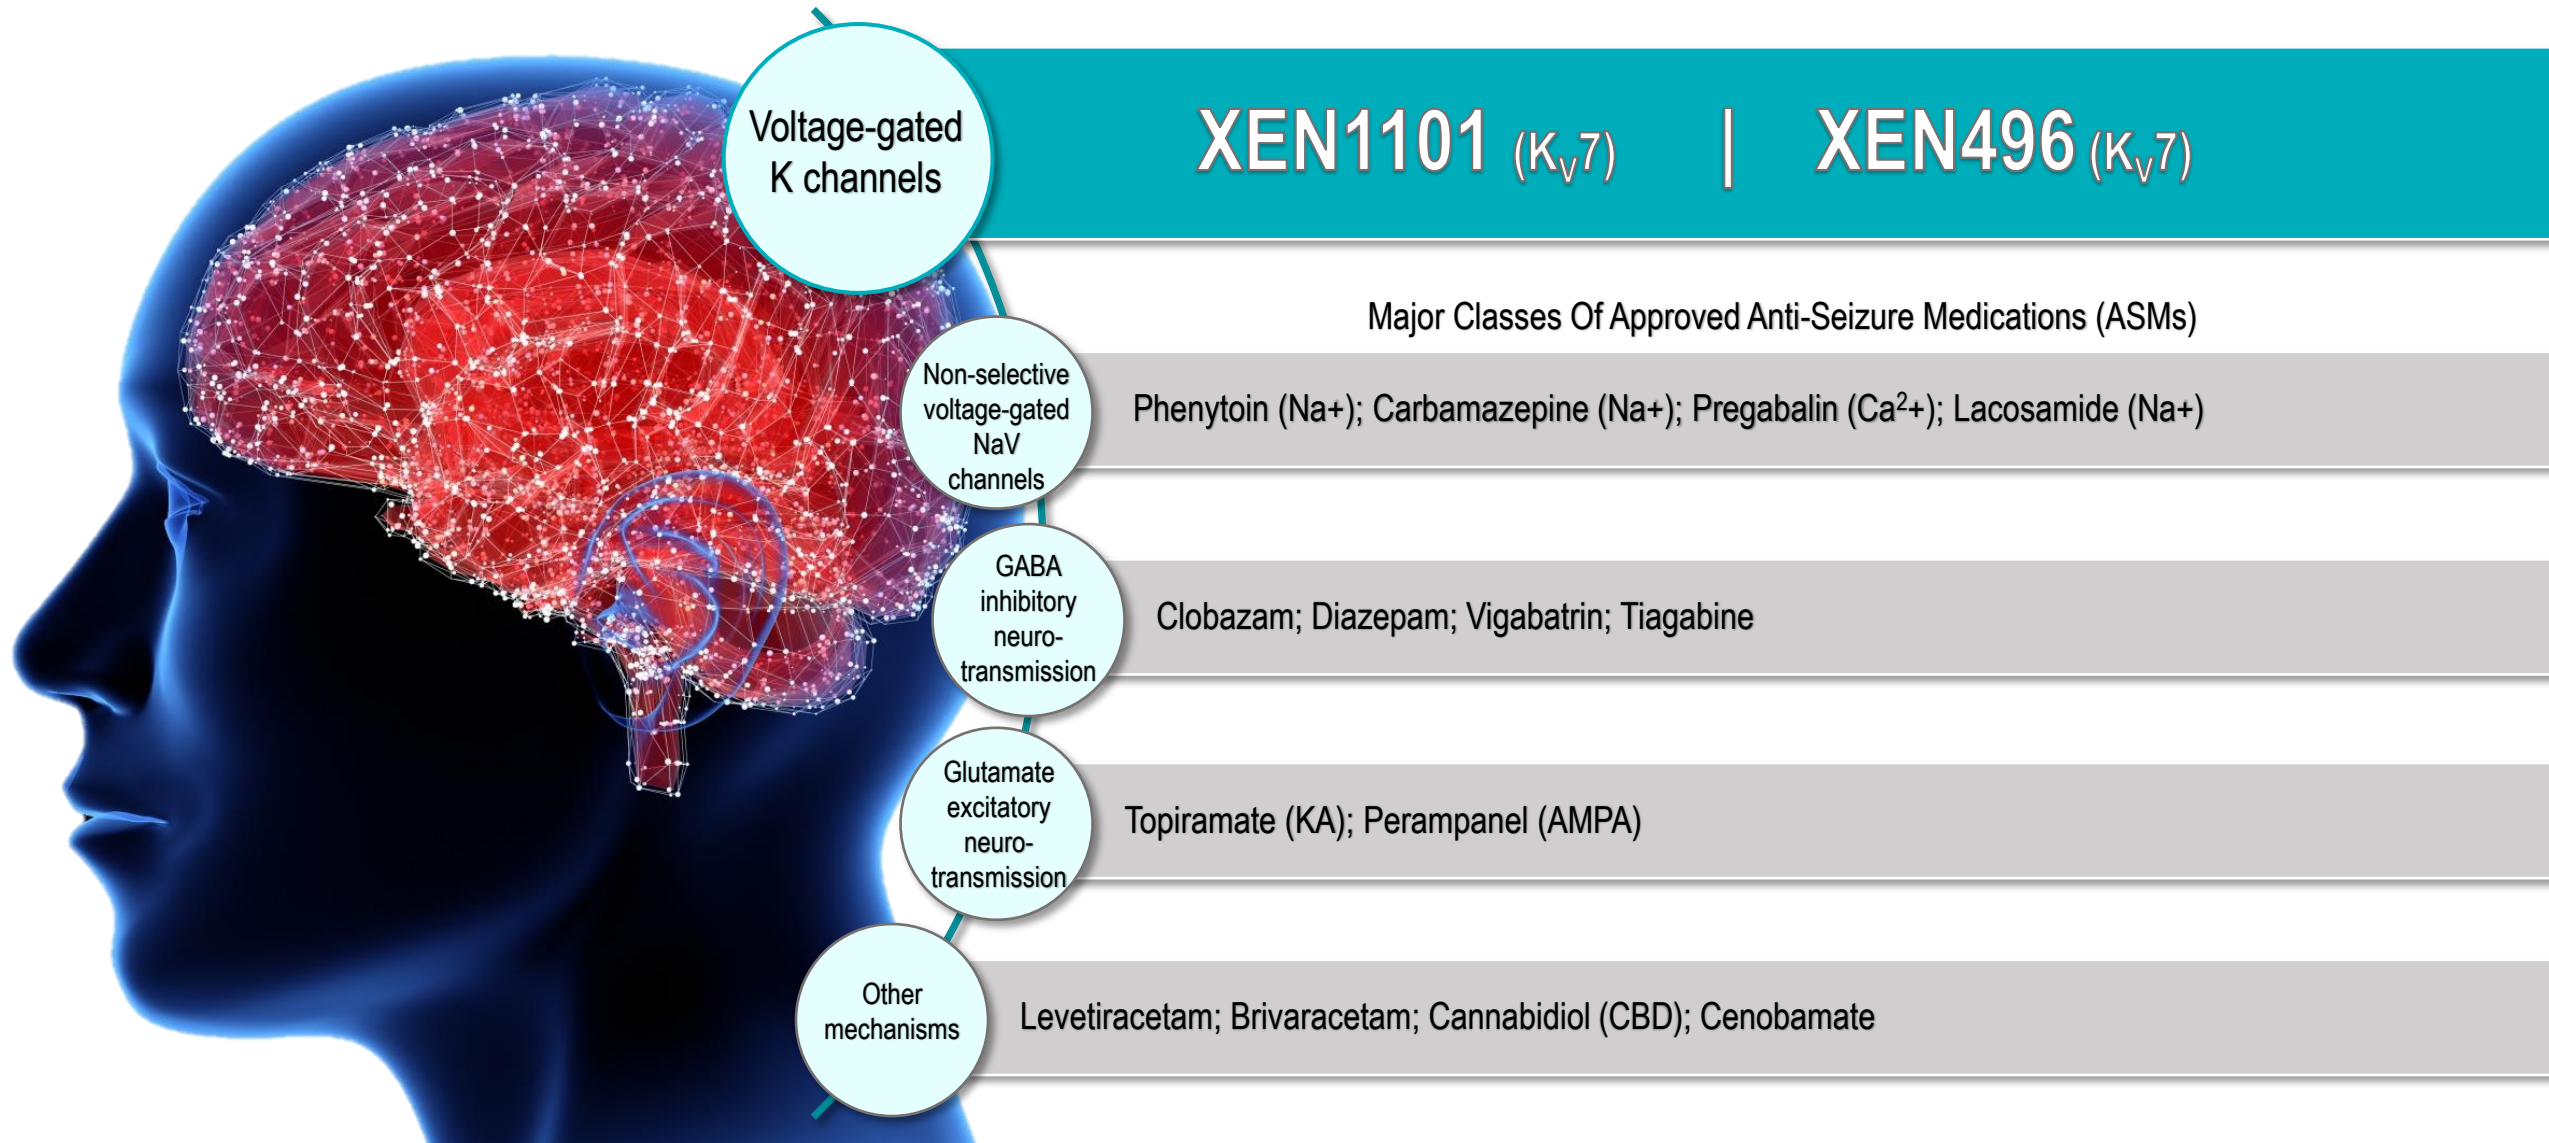 Voltage-gated
K channels
XEN1101 (Kv7) | XEN496 (Kv7)
Major Classes Of Approved Anti-Seizure Medications (ASMs)
Non-selective
voltage-gated
NaV
channels
Phenytoin (Na+); Carbamazepine (Na+); Pregabalin (Ca²+); Lacosamide (Na+)
GABA
inhibitory
neuro-
transmission
Clobazam; Diazepam; Vigabatrin; Tiagabine
Glutamate
excitatory
neuro-
transmission
Topiramate (KA); Perampanel (AMPA)
Other
mechanisms
Levetiracetam; Brivaracetam; Cannabidiol (CBD); Cenobamate